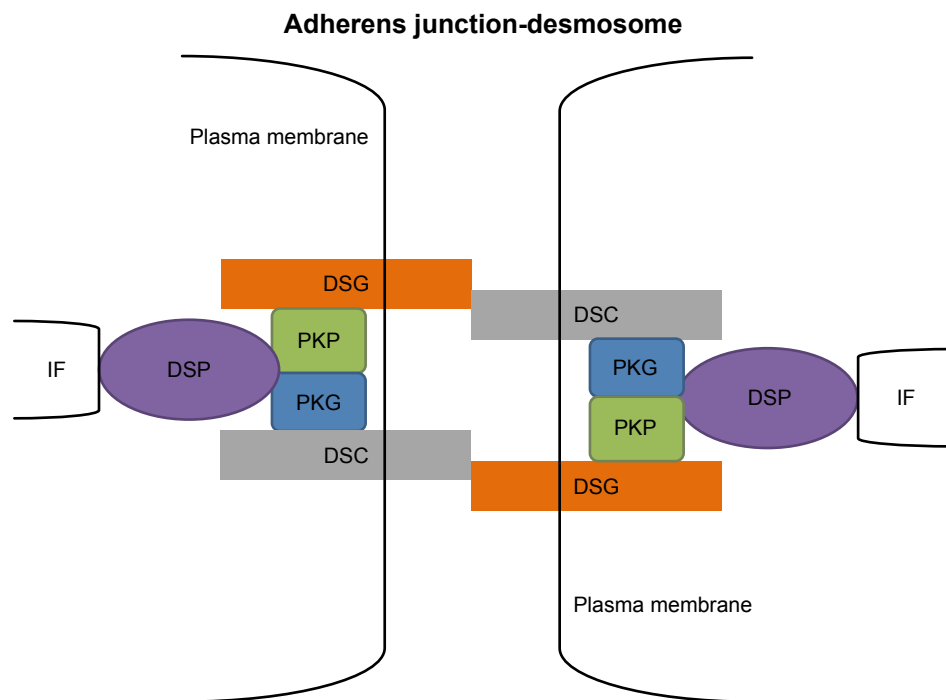 Adherens junction-desmosome
Plasma membrane
DSG
DSC
PKP
PKG
IF
DSP
DSP
IF
PKG
PKP
DSC
DSG
Plasma membrane